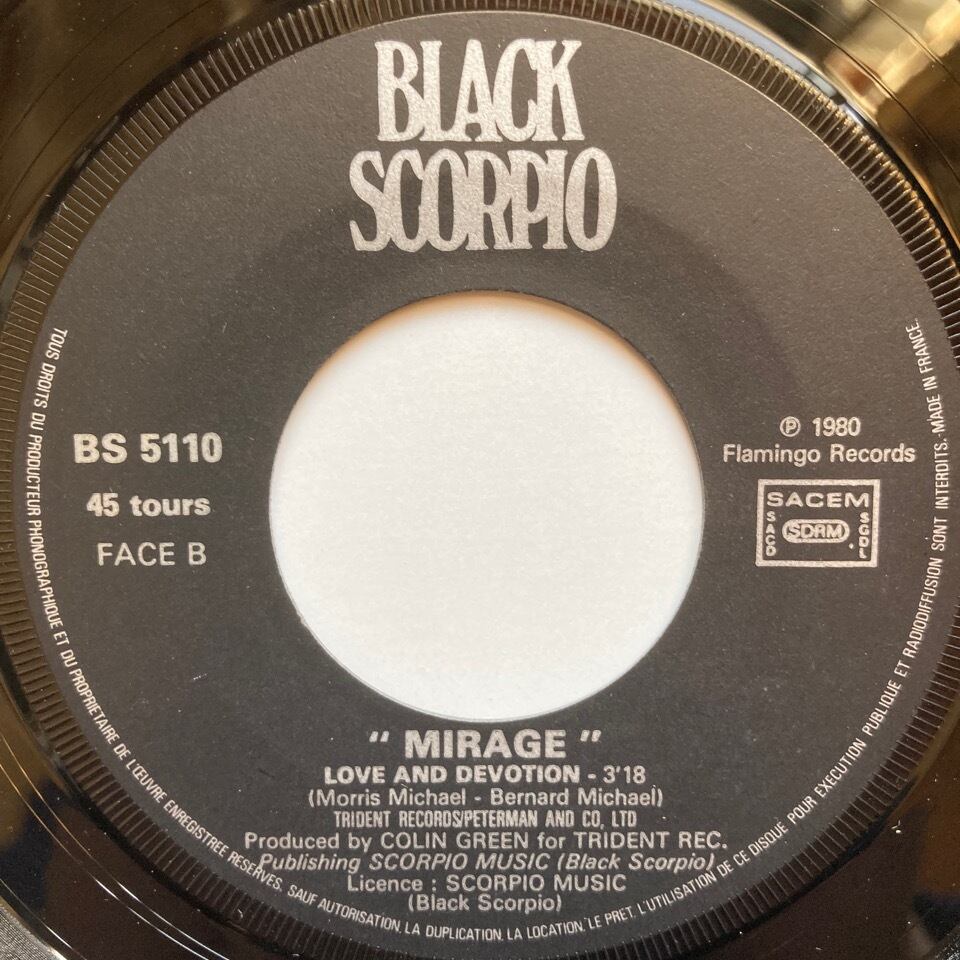 BLACK
SCORPIO
BS 5110
45 tours
FACE B
℗ 1980
Flamingo Records
SACEM
SACD
SDRM
SGDL
" MIRAGE "
LOVE AND DEVOTION - 3'18
(Morris Michael - Bernard Michael)
TRIDENT RECORDS/PETERMAN AND CO, LTD
Produced by COLIN GREEN for TRIDENT REC.
Publishing SCORPIO MUSIC (Black Scorpio)
Licence : SCORPIO MUSIC
(Black Scorpio)
TOUS DROITS DU PRODUCTEUR PHONOGRAPHIQUE ET DU PROPRIETAIRE DE L'ŒUVRE ENREGISTREE RESERVES. SAUF AUTORISATION, LA DUPLICATION, LA LOCATION, LE PRET, L'UTILISATION DE CE DISQUE POUR EXECUTION PUBLIQUE ET RADIODIFFUSION SONT INTERDITS.-MADE IN FRANCE.